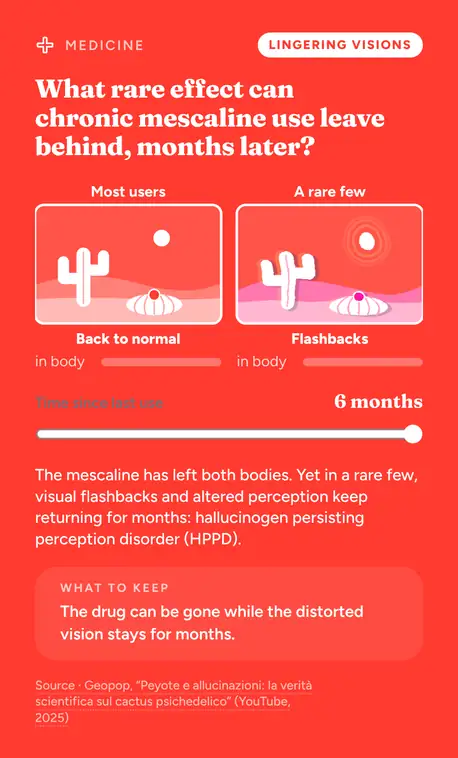 MEDICINE
LINGERING VISIONS
What rare effect can
chronic mescaline use leave
behind, months later?
Most users
A rare few
Back to normal
Flashbacks
in body
in body
Time since last use
6 months
The mescaline has left both bodies. Yet in a rare few,
visual flashbacks and altered perception keep
returning for months: hallucinogen persisting
perception disorder (HPPD).
WHAT TO KEEP
The drug can be gone while the distorted
vision stays for months.
Source · Geopop, “Peyote e allucinazioni: la verità
scientifica sul cactus psichedelico” (YouTube,
2025)